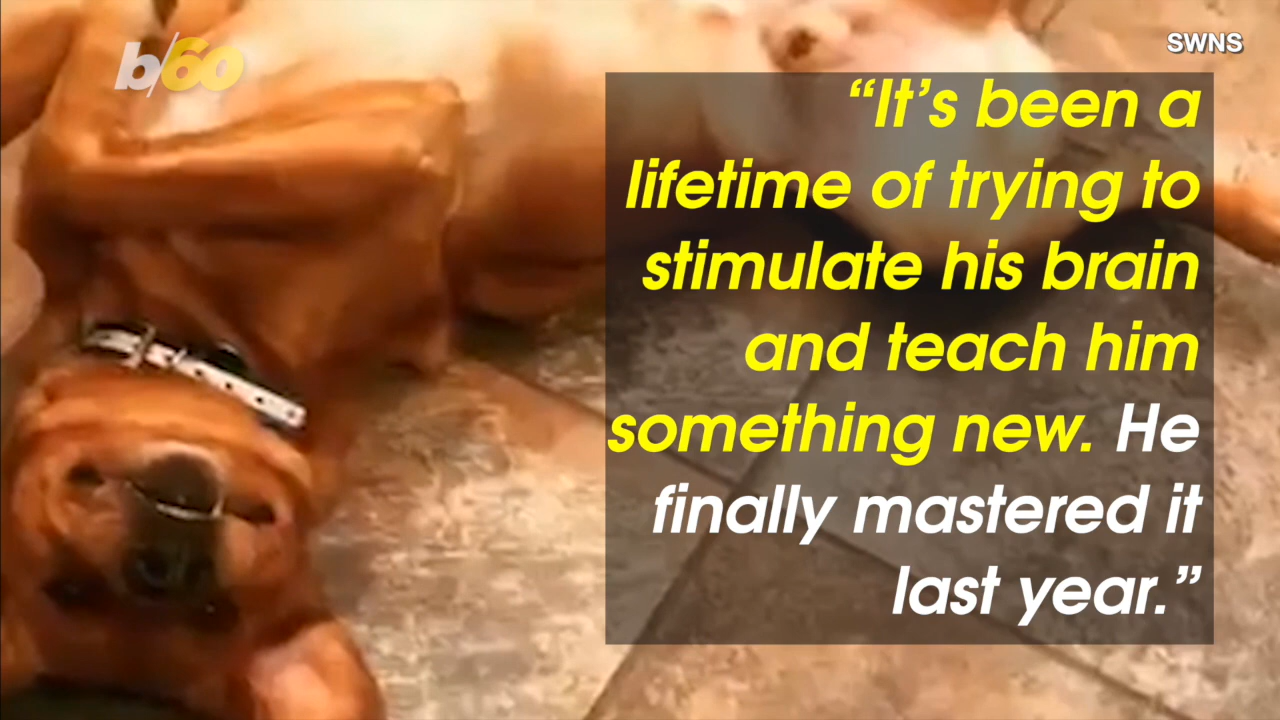 b/60
SWNS
“It’s been a
lifetime of trying to
stimulate his brain
and teach him
something new. He
finally mastered it
last year.”